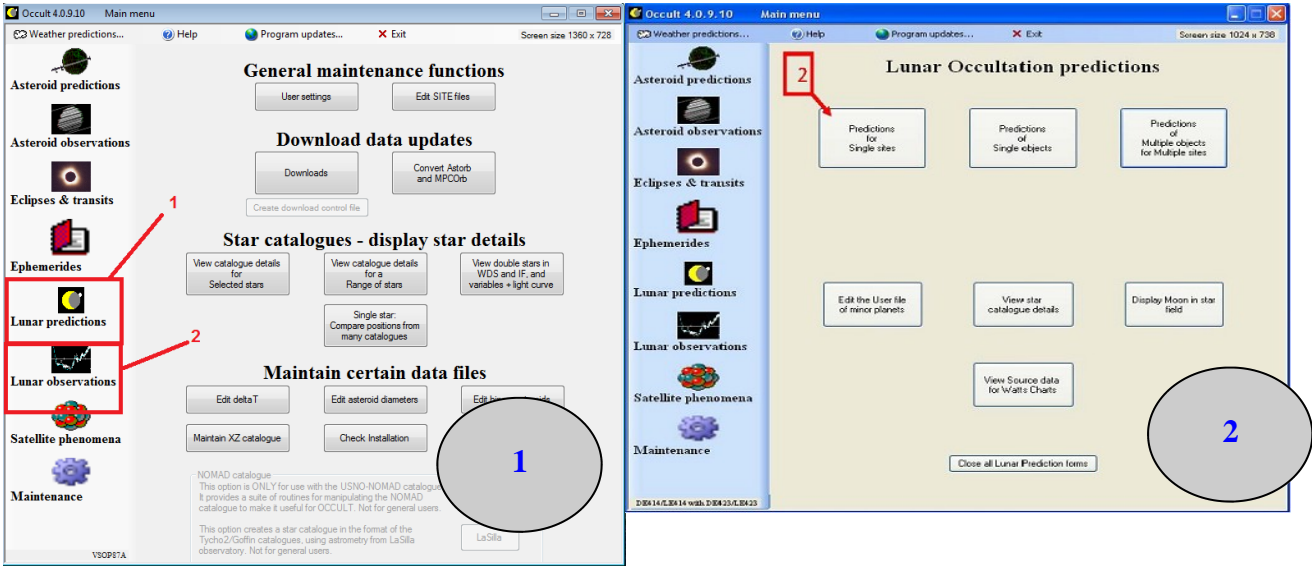 Occult 4.0.9.10 Main menu
Weather predictions... Help Program updates... Exit Screen size 1360 x 728
Asteroid predictions
Asteroid observations
Eclipses & transits
Ephemerides
Lunar predictions
Lunar observations
Satellite phenomena
Maintenance
VSOP87A
1
2
General maintenance functions
User settings Edit SITE files
Download data updates
Downloads
Convert Astorb
and MPCOrb
Create download control file
Star catalogues - display star details
View catalogue details
for
Selected stars
View catalogue details
for a
Range of stars
View double stars in
WDS and IF, and
variables + light curve
Single star:
Compare positions from
many catalogues
Maintain certain data files
Edit deltaT Edit asteroid diameters Edit
Maintain XZ catalogue Check Installation
NOMAD catalogue
This option is ONLY for use with the USNO-NOMAD catalogue
It provides a suite of routines for manipulating the NOMAD
catalogue to make it useful for OCCULT. Not for general users.
This option creates a star catalogue in the format of the
Tycho2/Goffin catalogues, using astrometry from LaSilla
observatory. Not for general users.
LaSilla
1
Occult 4.0.9.10 Main menu
Weather predictions... Help Program updates... Exit Screen size 1024 x 738
Asteroid predictions
Asteroid observations
Eclipses & transits
Ephemerides
Lunar predictions
Lunar observations
Satellite phenomena
Maintenance
DE414/LE414 with DE423/LE423
Lunar Occultation predictions
2
Predictions
for
Single sites
Predictions
of
Single objects
Predictions
of
Multiple objects
for Multiple sites
Edit the User file
of minor planets
View star
catalogue details
Display Moon in star
field
View Source data
for Watts Charts
Close all Lunar Prediction forms
2